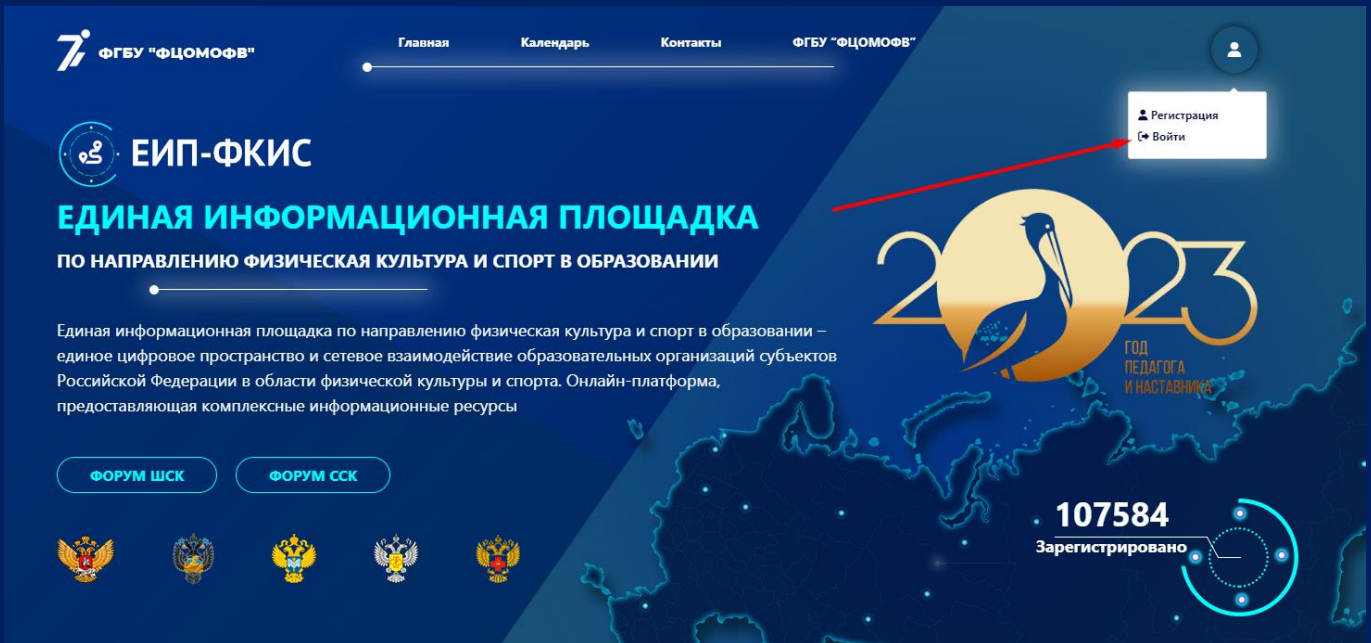 ФГБУ "ФЦОМОФВ"
Главная
Календарь
Контакты
ФГБУ "ФЦОМОФВ"
Регистрация
Войти
ЕИП-ФКИС
ЕДИНАЯ ИНФОРМАЦИОННАЯ ПЛОЩАДКА
ПО НАПРАВЛЕНИЮ ФИЗИЧЕСКАЯ КУЛЬТУРА И СПОРТ В ОБРАЗОВАНИИ
Единая информационная площадка по направлению физическая культура и спорт в образовании –
единое цифровое пространство и сетевое взаимодействие образовательных организаций субъектов
Российской Федерации в области физической культуры и спорта. Онлайн-платформа,
предоставляющая комплексные информационные ресурсы
ФОРУМ ШСК
ФОРУМ ССК
2023
ГОД
ПЕДАГОГА
И НАСТАВНИКА
107584
Зарегистрировано